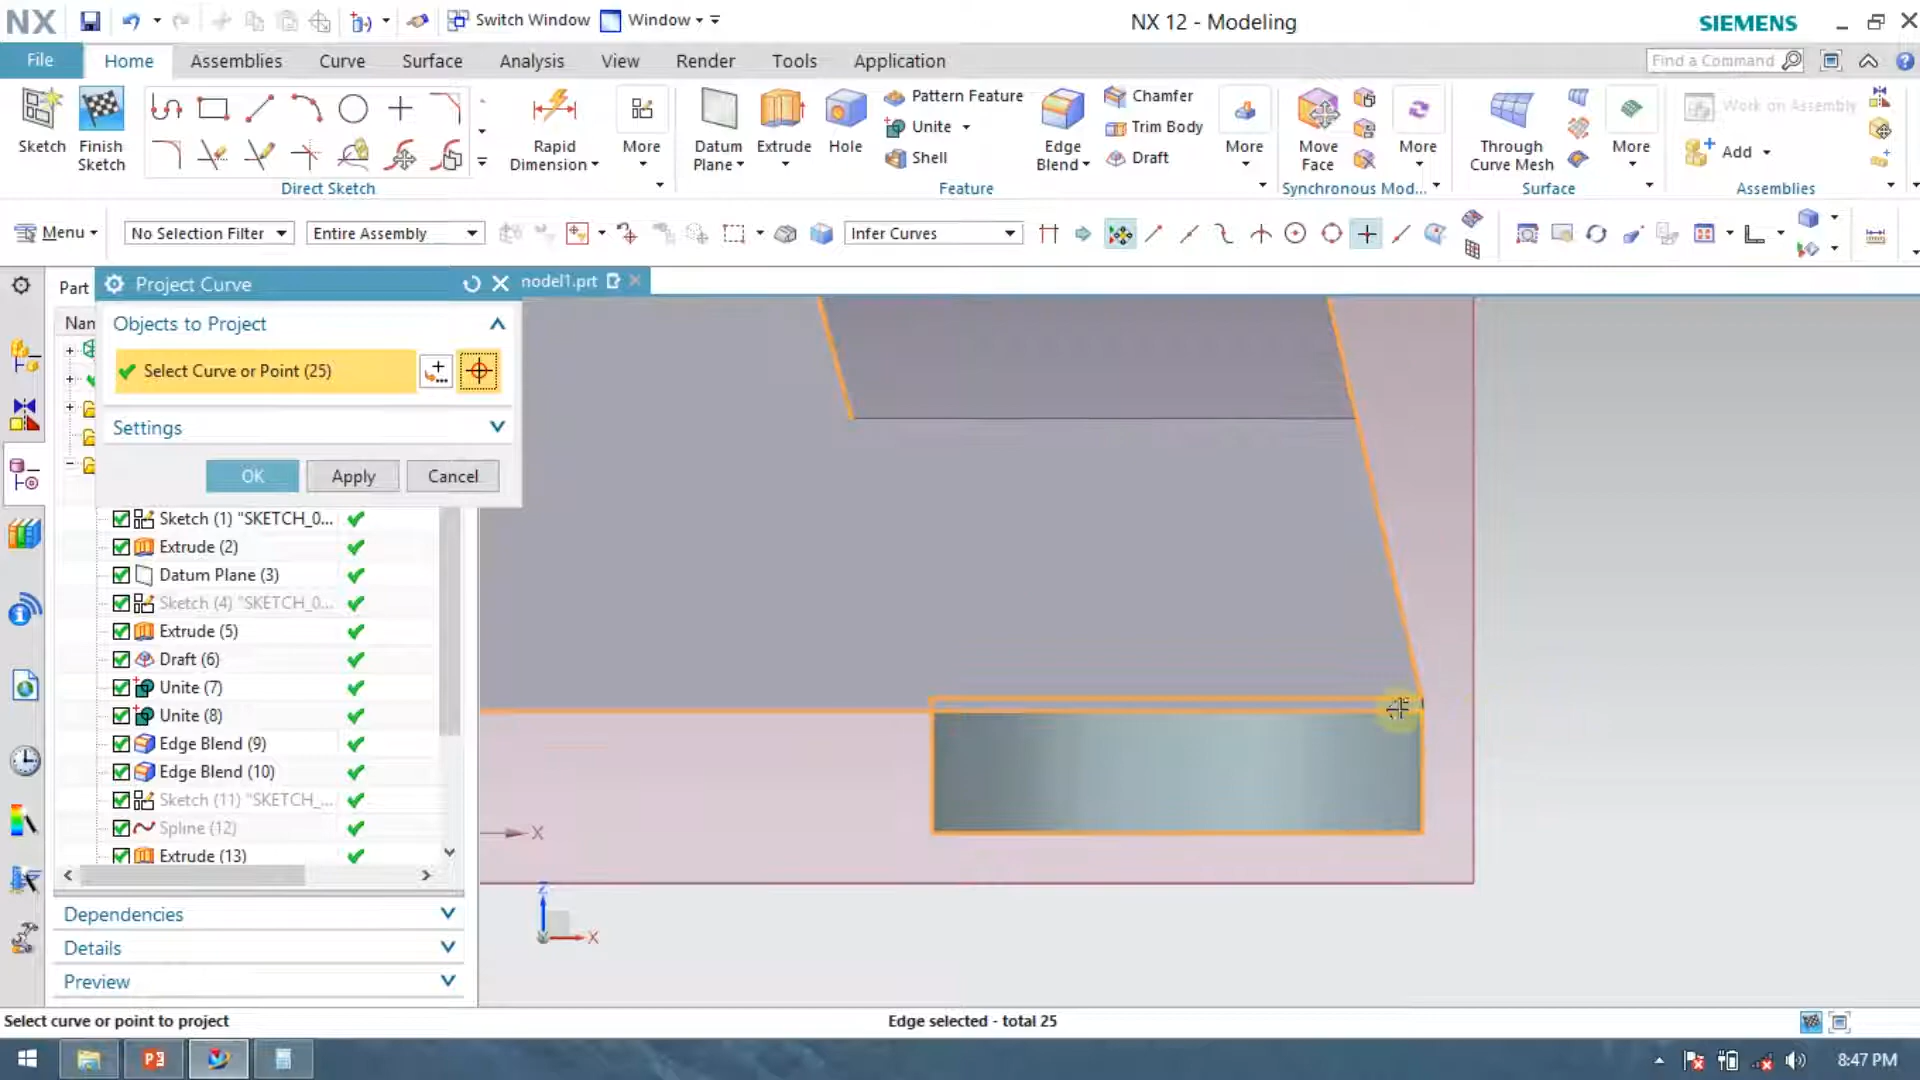 NX
Switch Window
Window
NX 12 - Modeling
SIEMENS
File
Home
Assemblies
Curve
Surface
Analysis
View
Render
Tools
Application
Find a Command
Sketch
Finish
Sketch
Rapid
Dimension
More
Direct Sketch
Datum
Plane
Extrude
Hole
Pattern Feature
Unite
Shell
Edge
Blend
Chamfer
Trim Body
Draft
More
Feature
Move
Face
More
Synchronous Mod...
Through
Curve Mesh
More
Surface
Work on Assembly
Add
Assemblies
Menu
No Selection Filter
Entire Assembly
Infer Curves
Part
Project Curve
nodel1.prt
Nan
Objects to Project
Select Curve or Point (25)
Settings
OK
Apply
Cancel
Sketch (1) "SKETCH_0...
Extrude (2)
Datum Plane (3)
Sketch (4) "SKETCH_0...
Extrude (5)
Draft (6)
Unite (7)
Unite (8)
Edge Blend (9)
Edge Blend (10)
Sketch (11) "SKETCH_...
Spline (12)
Extrude (13)
X
Z
X
Dependencies
Details
Preview
Select curve or point to project
Edge selected - total 25
8:47 PM